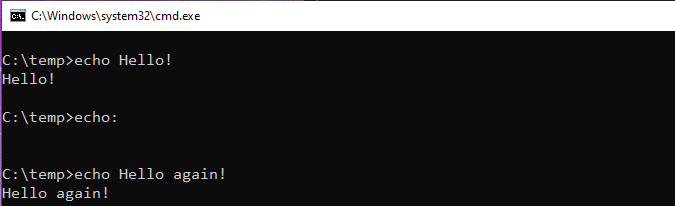 C:\Windows\system32\cmd.exe
C:\temp>echo Hello!
Hello!
C:\temp>echo:
C:\temp>echo Hello again!
Hello again!